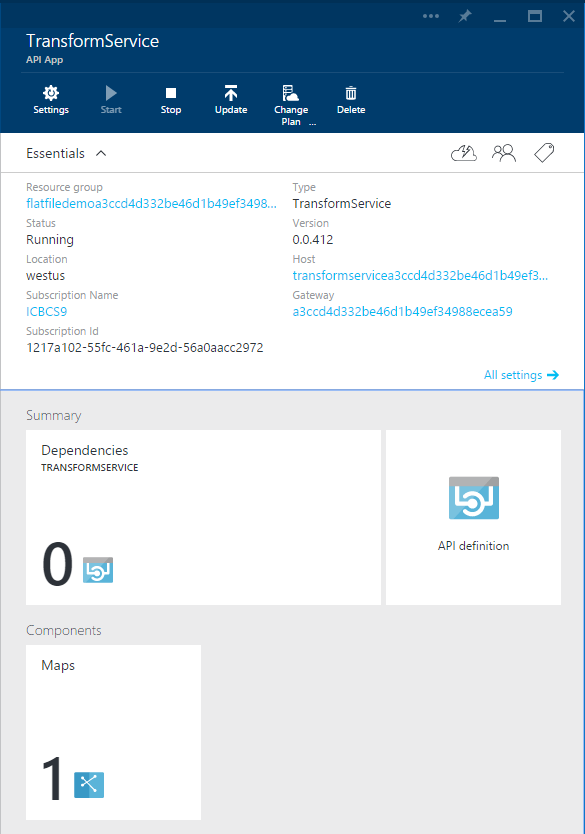 TransformService
API App
Settings
Start
Stop
Update
Change
Plan ...
Delete
Essentials
Resource group
flatfiledemoa3ccd4d332be46d1b49ef3498...
Type
TransformService
Status
Running
Version
0.0.412
Location
westus
Host
transformservicea3ccd4d332be46d1b49ef3...
Subscription Name
ICBCS9
Gateway
a3ccd4d332be46d1b49ef34988ecea59
Subscription Id
1217a102-55fc-461a-9e2d-56a0aacc2972
All settings
Summary
Dependencies
TRANSFORMSERVICE
0
API definition
Components
Maps
1